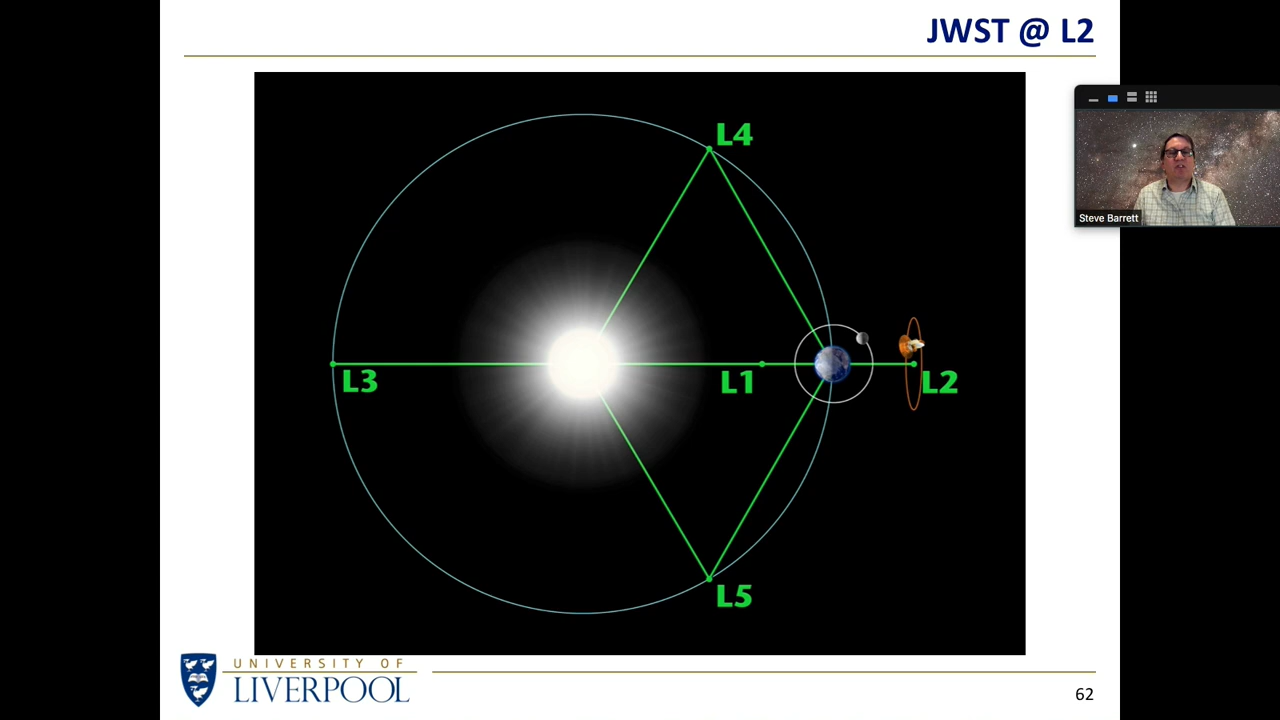 JWST @ L2
L4
Steve Barrett
L3
L1
L2
L5
UNIVERSITY OF
LIVERPOOL
62